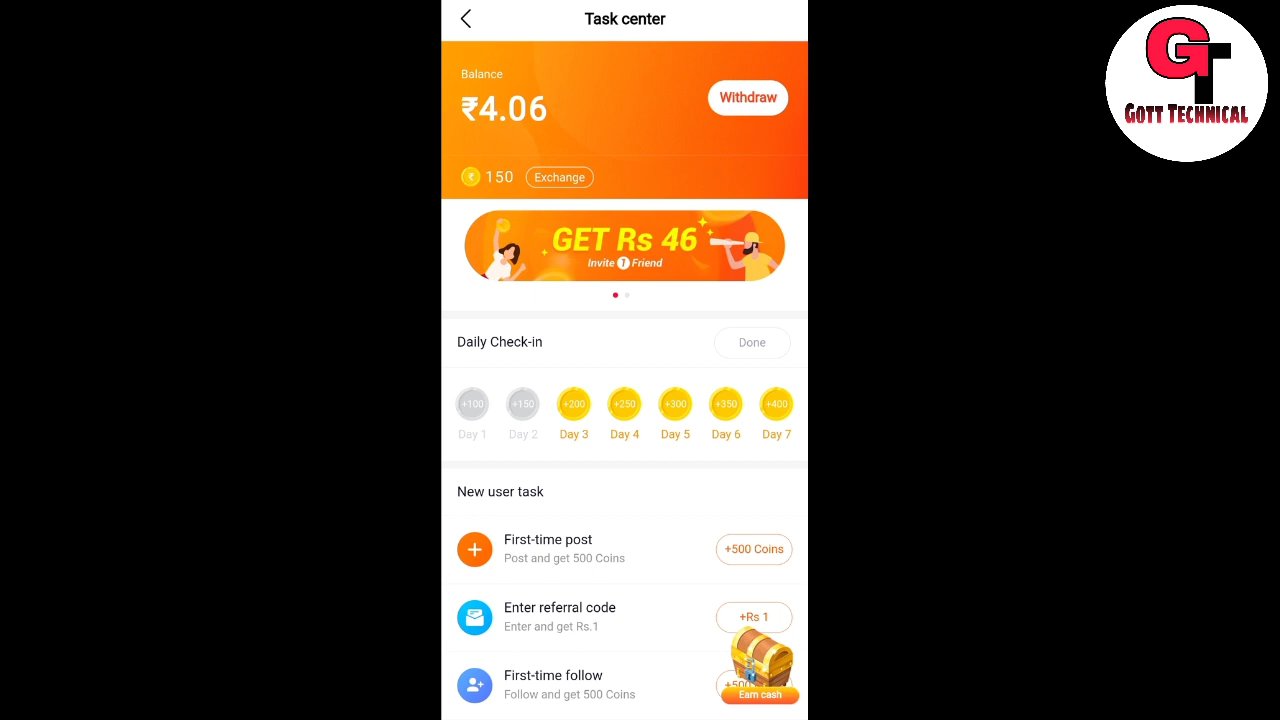 Task center
Balance
₹4.06
Withdraw
₹ 150 Exchange
GET Rs 46
Invite 1 Friend
Daily Check-in
Done
+100 +150 +200 +250 +300 +350 +400
Day 1 Day 2 Day 3 Day 4 Day 5 Day 6 Day 7
New user task
First-time post
Post and get 500 Coins
+500 Coins
Enter referral code
Enter and get Rs.1
+Rs 1
First-time follow
Follow and get 500 Coins
+500
Earn cash
GT
GOTT TECHNICAL